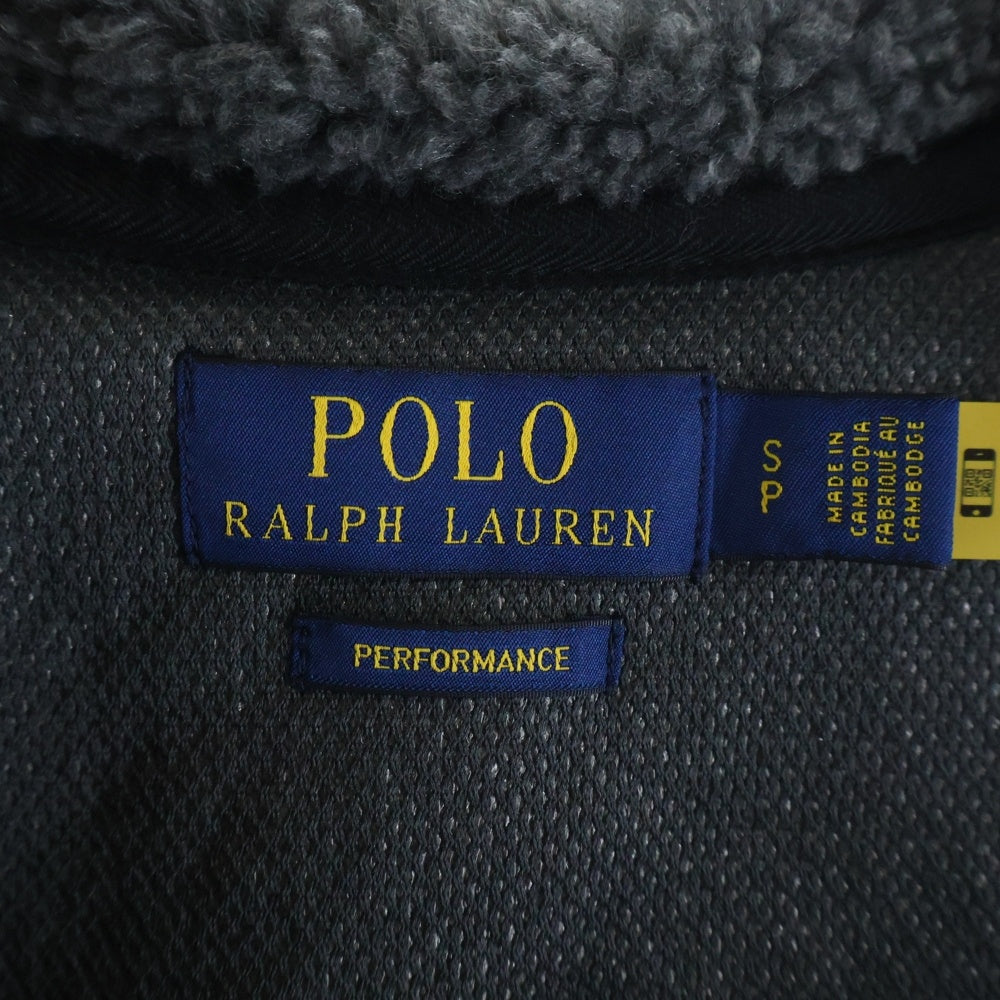 POLO
RALPH LAUREN
S
P
MADE IN
CAMBODIA
FABRIQUÉ AU
CAMBODGE
PERFORMANCE